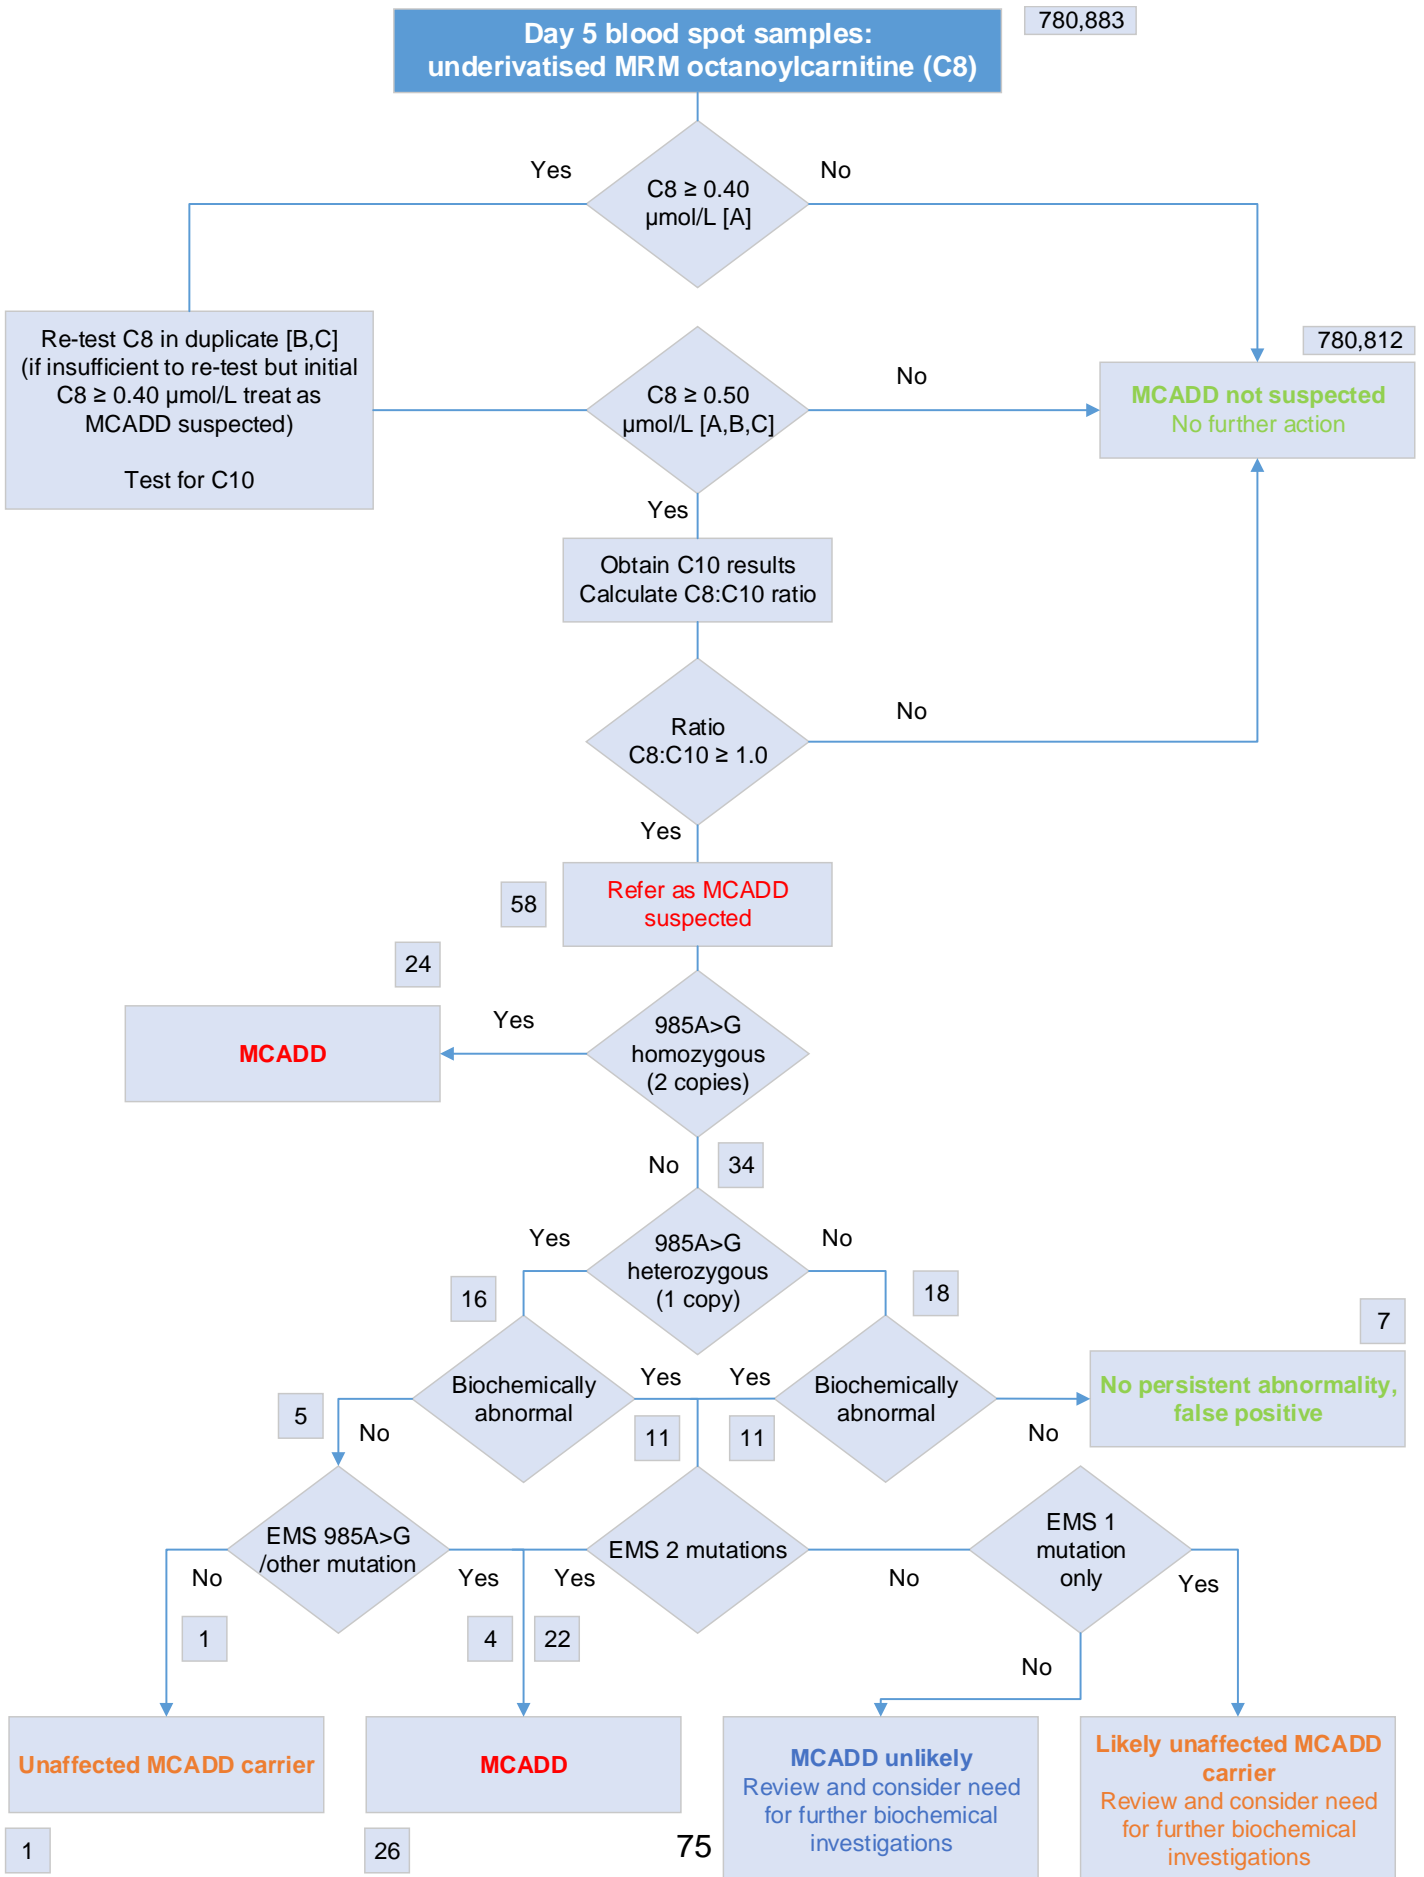 780,883
Day 5 blood spot samples:
underivatised MRM octanoylcarnitine (C8)
Yes
No
C8 ≥ 0.40
µmol/L [A]
Re-test C8 in duplicate [B,C]
(if insufficient to re-test but initial
C8 ≥ 0.40 µmol/L treat as
MCADD suspected)
Test for C10
C8 ≥ 0.50
µmol/L [A,B,C]
No
780,812
MCADD not suspected
No further action
Yes
Obtain C10 results
Calculate C8:C10 ratio
Ratio
C8:C10 ≥ 1.0
No
Yes
58
Refer as MCADD
suspected
24
MCADD
Yes
985A>G
homozygous
(2 copies)
No
34
Yes
985A>G
heterozygous
(1 copy)
No
16
18
7
Biochemically
abnormal
Yes
Yes
Biochemically
abnormal
No persistent abnormality,
false positive
5
No
11
11
No
EMS 985A>G
/other mutation
EMS 2 mutations
EMS 1
mutation
only
No
Yes
Yes
No
Yes
1
4
22
No
Unaffected MCADD carrier
MCADD
MCADD unlikely
Review and consider need
for further biochemical
investigations
Likely unaffected MCADD
carrier
Review and consider need
for further biochemical
investigations
1
26
75